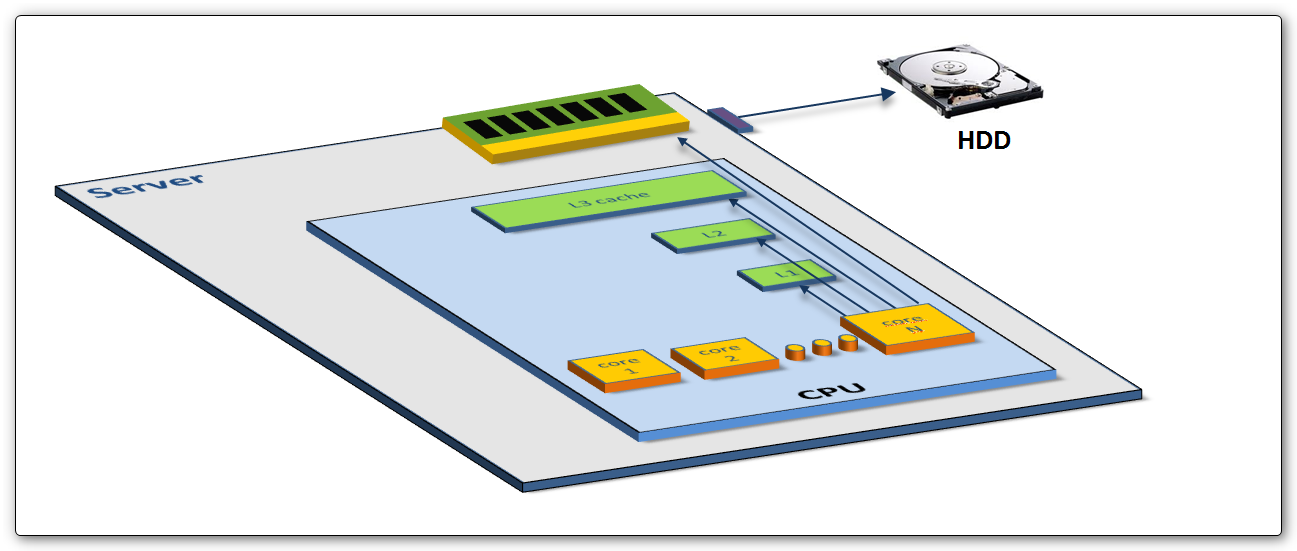 HDD
Server
L3 cache
L2
L1
core
N
core
2
core
1
CPU